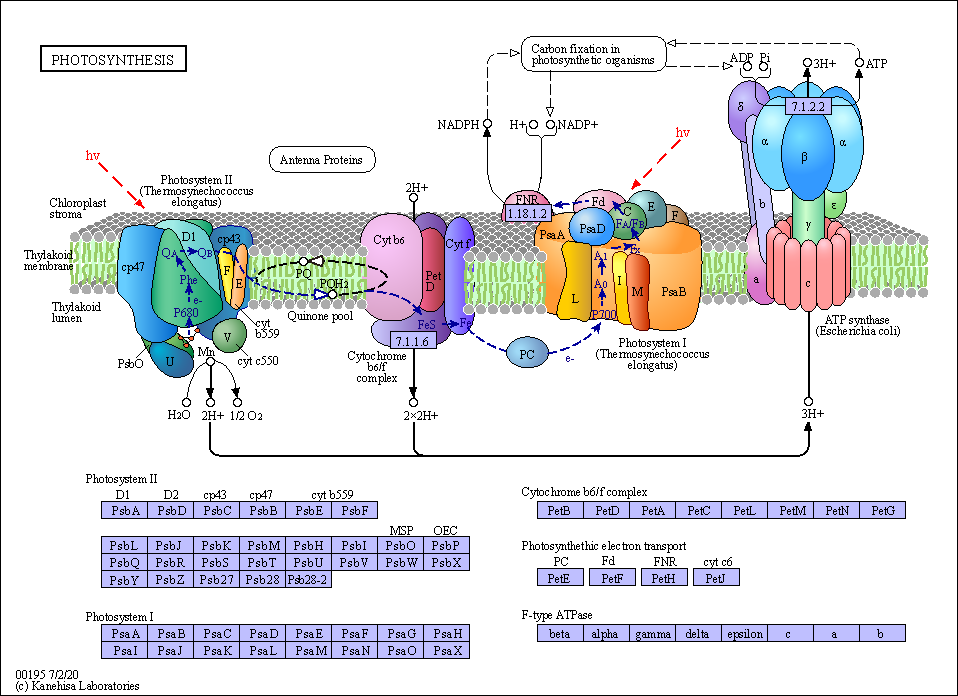 PHOTOSYNTHESIS
Carbon fixation in
photosynthetic organisms
ADP
Pi
3H+
ATP
NADPH
H+
NADP+
hν
hν
Antenna Proteins
Photosystem II
(Thermosynechococcus
elongatus)
Chloroplast
stroma
Thylakoid
membrane
Thylakoid
lumen
2H+
FNR
1.18.1.2
Fd
C
E
F
FA/FB
PsaA
PsaD
Fx
A1
A0
P700
L
I
M
PsaB
7.1.2.2
δ
α
β
α
b
ε
γ
a
c
D1
cp43
cp47
QA
QB
Phe
e-
P680
F
E
V
U
Mn
PsbO
cyt
b559
cyt c550
PQ
PQH2
Quinone pool
Cyt b6
Cyt f
Pet
D
FeS
Fe
7.1.1.6
Cytochrome
b6/f
complex
PC
e-
Photosystem I
(Thermosynechococcus
elongatus)
ATP synthase
(Escherichia coli)
H2O
2H+
1/2 O2
2×2H+
3H+
Photosystem II
D1 D2 cp43 cp47 cyt b559
PsbA PsbD PsbC PsbB PsbE PsbF
MSP OEC
PsbL PsbJ PsbK PsbM PsbH PsbI PsbO PsbP
PsbQ PsbR PsbS PsbT PsbU PsbV PsbW PsbX
PsbY PsbZ Psb27 Psb28 Psb28-2
Photosystem I
PsaA PsaB PsaC PsaD PsaE PsaF PsaG PsaH
PsaI PsaJ PsaK PsaL PsaM PsaN PsaO PsaX
Cytochrome b6/f complex
PetB PetD PetA PetC PetL PetM PetN PetG
Photosynthethic electron transport
PC Fd FNR cyt c6
PetE PetF PetH PetJ
F-type ATPase
beta alpha gamma delta epsilon c a b
00195 7/2/20
(c) Kanehisa Laboratories